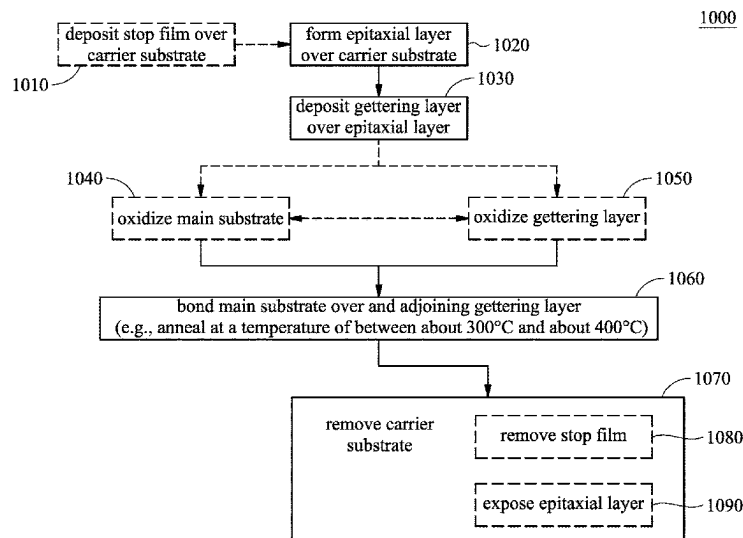 1000
deposit stop film over
carrier substrate
1010
form epitaxial layer
over carrier substrate
1020
1030
deposit gettering layer
over epitaxial layer
1040
oxidize main substrate
1050
oxidize gettering layer
1060
bond main substrate over and adjoining gettering layer
(e.g., anneal at a temperature of between about 300°C and about 400°C)
1070
remove carrier
substrate
remove stop film
1080
expose epitaxial layer
1090